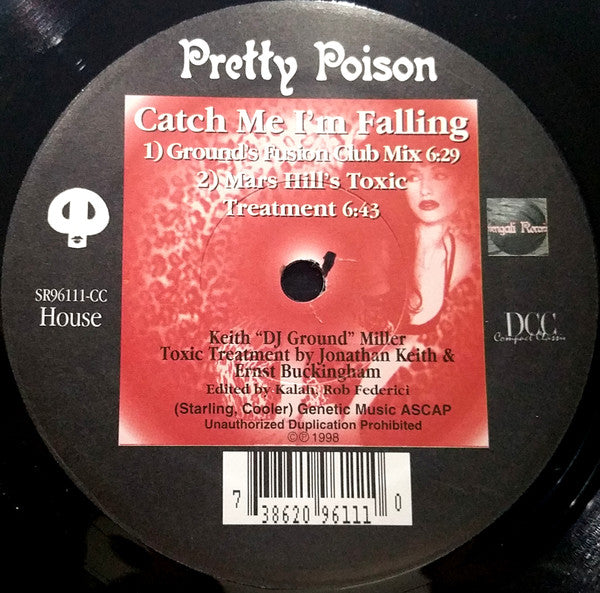 Pretty Poison
Catch Me I'm Falling
1) Ground's Fusion Club Mix 6:29
2) Mars Hill's Toxic
Treatment 6:43
SR96111-CC
House
DCC
Compact Classic
Keith "DJ Ground" Miller
Toxic Treatment by Jonathan Keith &
Ernst Buckingham
Edited by Kalah, Rob Federici
(Starling, Cooler) Genetic Music ASCAP
Unauthorized Duplication Prohibited
©℗ 1998
7 38620 96111 0